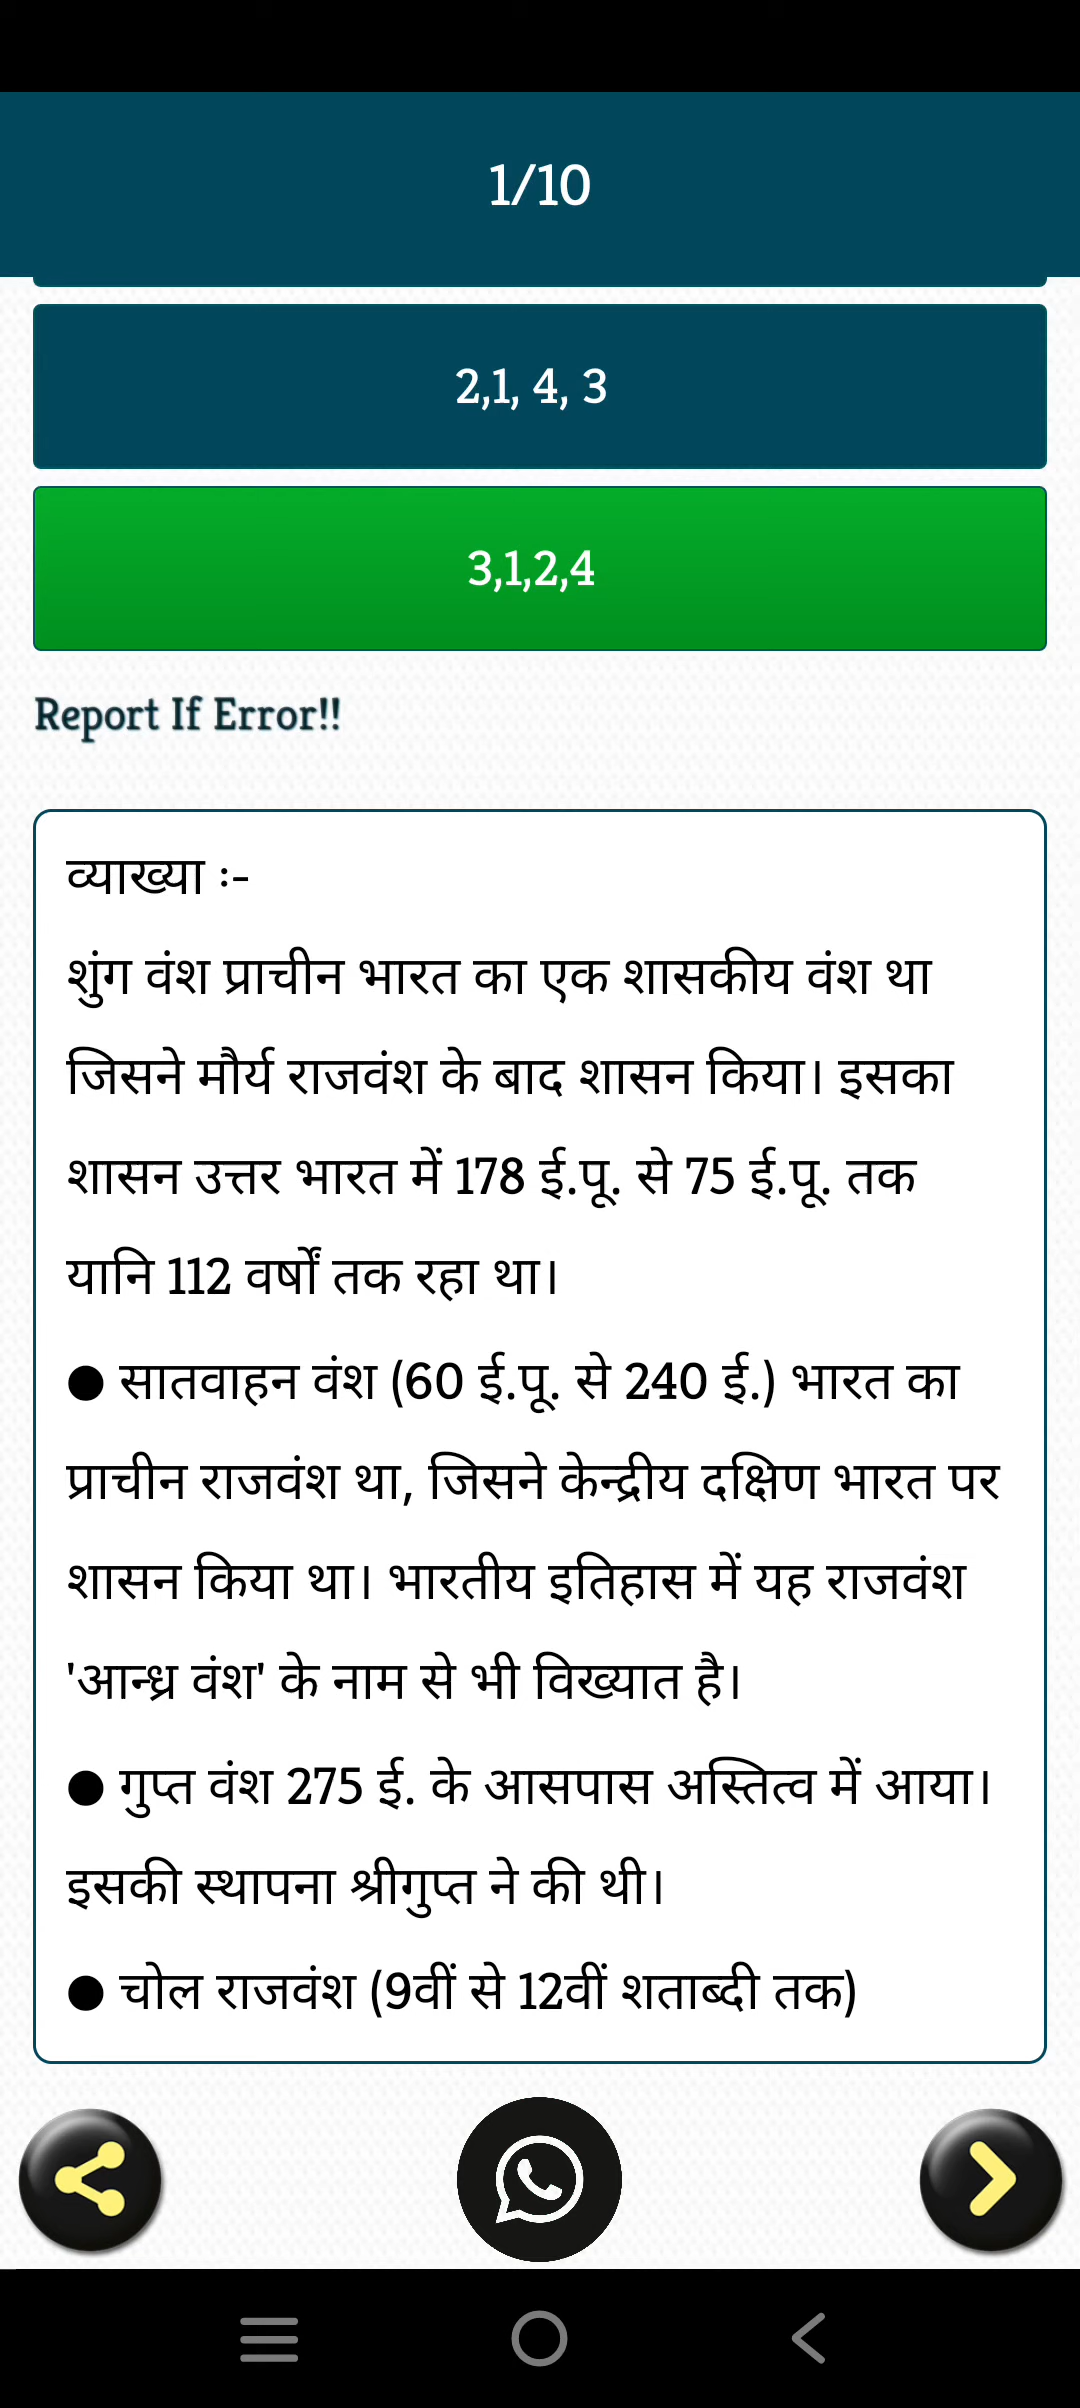 1/10
2,1, 4, 3
3,1,2,4
Report If Error!!
व्याख्या :-
शुंग वंश प्राचीन भारत का एक शासकीय वंश था
जिसने मौर्य राजवंश के बाद शासन किया। इसका
शासन उत्तर भारत में 178 ई.पू. से 75 ई.पू. तक
यानि 112 वर्षों तक रहा था।
● सातवाहन वंश (60 ई.पू. से 240 ई.) भारत का
प्राचीन राजवंश था, जिसने केन्द्रीय दक्षिण भारत पर
शासन किया था। भारतीय इतिहास में यह राजवंश
'आन्ध्र वंश' के नाम से भी विख्यात है।
● गुप्त वंश 275 ई. के आसपास अस्तित्व में आया।
इसकी स्थापना श्रीगुप्त ने की थी।
● चोल राजवंश (9वीं से 12वीं शताब्दी तक)